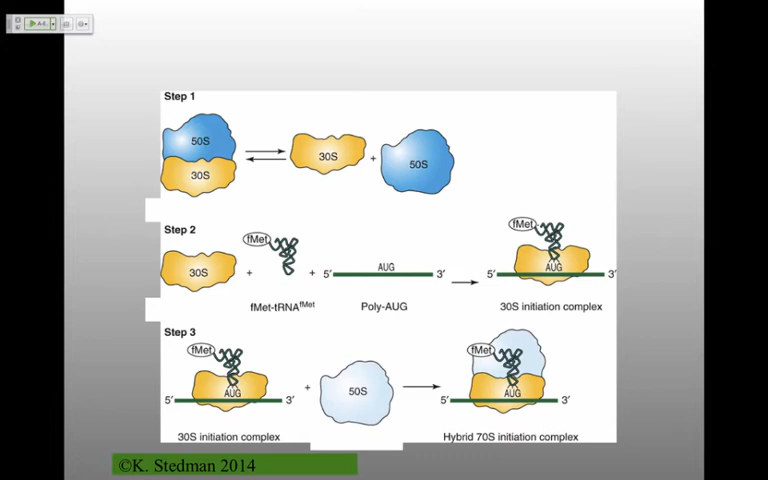 Step 1
50S
30S
30S + 50S
Step 2
fMet
fMet
30S + + 5' AUG 3' 5' AUG 3'
fMet-tRNAfMet Poly-AUG 30S initiation complex
Step 3
fMet
fMet
5' AUG 3' + 50S 5' AUG 3'
30S initiation complex Hybrid 70S initiation complex
©K. Stedman 2014